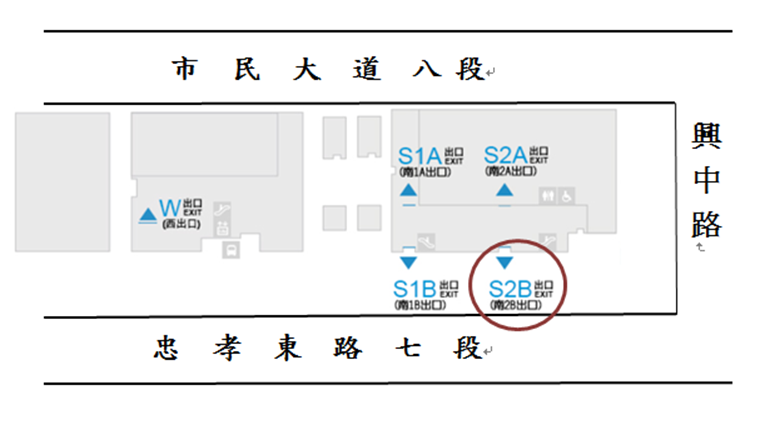 市民大道八段
興中路
S1A 出口 EXIT
(南1A出口)
S2A 出口 EXIT
(南2A出口)
W 出口 EXIT
(西出口)
S1B 出口 EXIT
(南1B出口)
S2B 出口 EXIT
(南2B出口)
忠孝東路七段